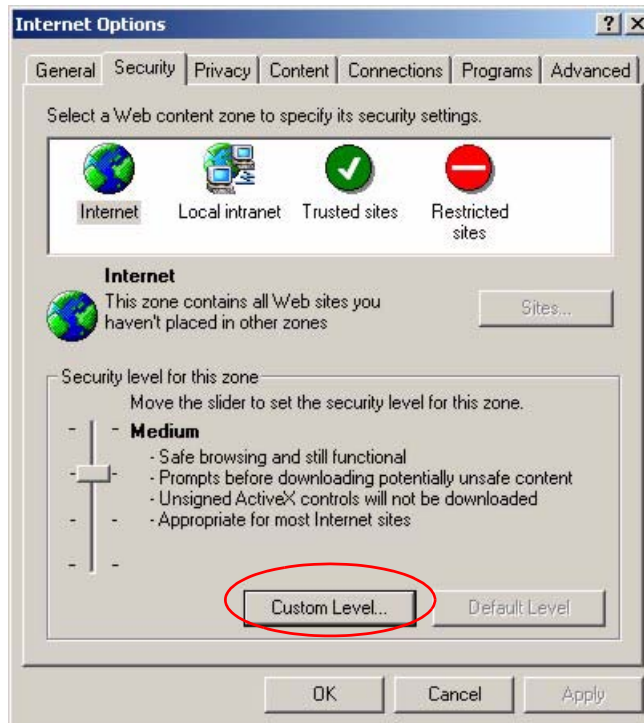 Internet Options
General Security Privacy Content Connections Programs Advanced
Select a Web content zone to specify its security settings.
Internet Local intranet Trusted sites Restricted
sites
Internet
This zone contains all Web sites you
haven't placed in other zones
Sites...
Security level for this zone
Move the slider to set the security level for this zone.
Medium
- Safe browsing and still functional
- Prompts before downloading potentially unsafe content
- Unsigned ActiveX controls will not be downloaded
- Appropriate for most Internet sites
Custom Level... Default Level
OK Cancel Apply